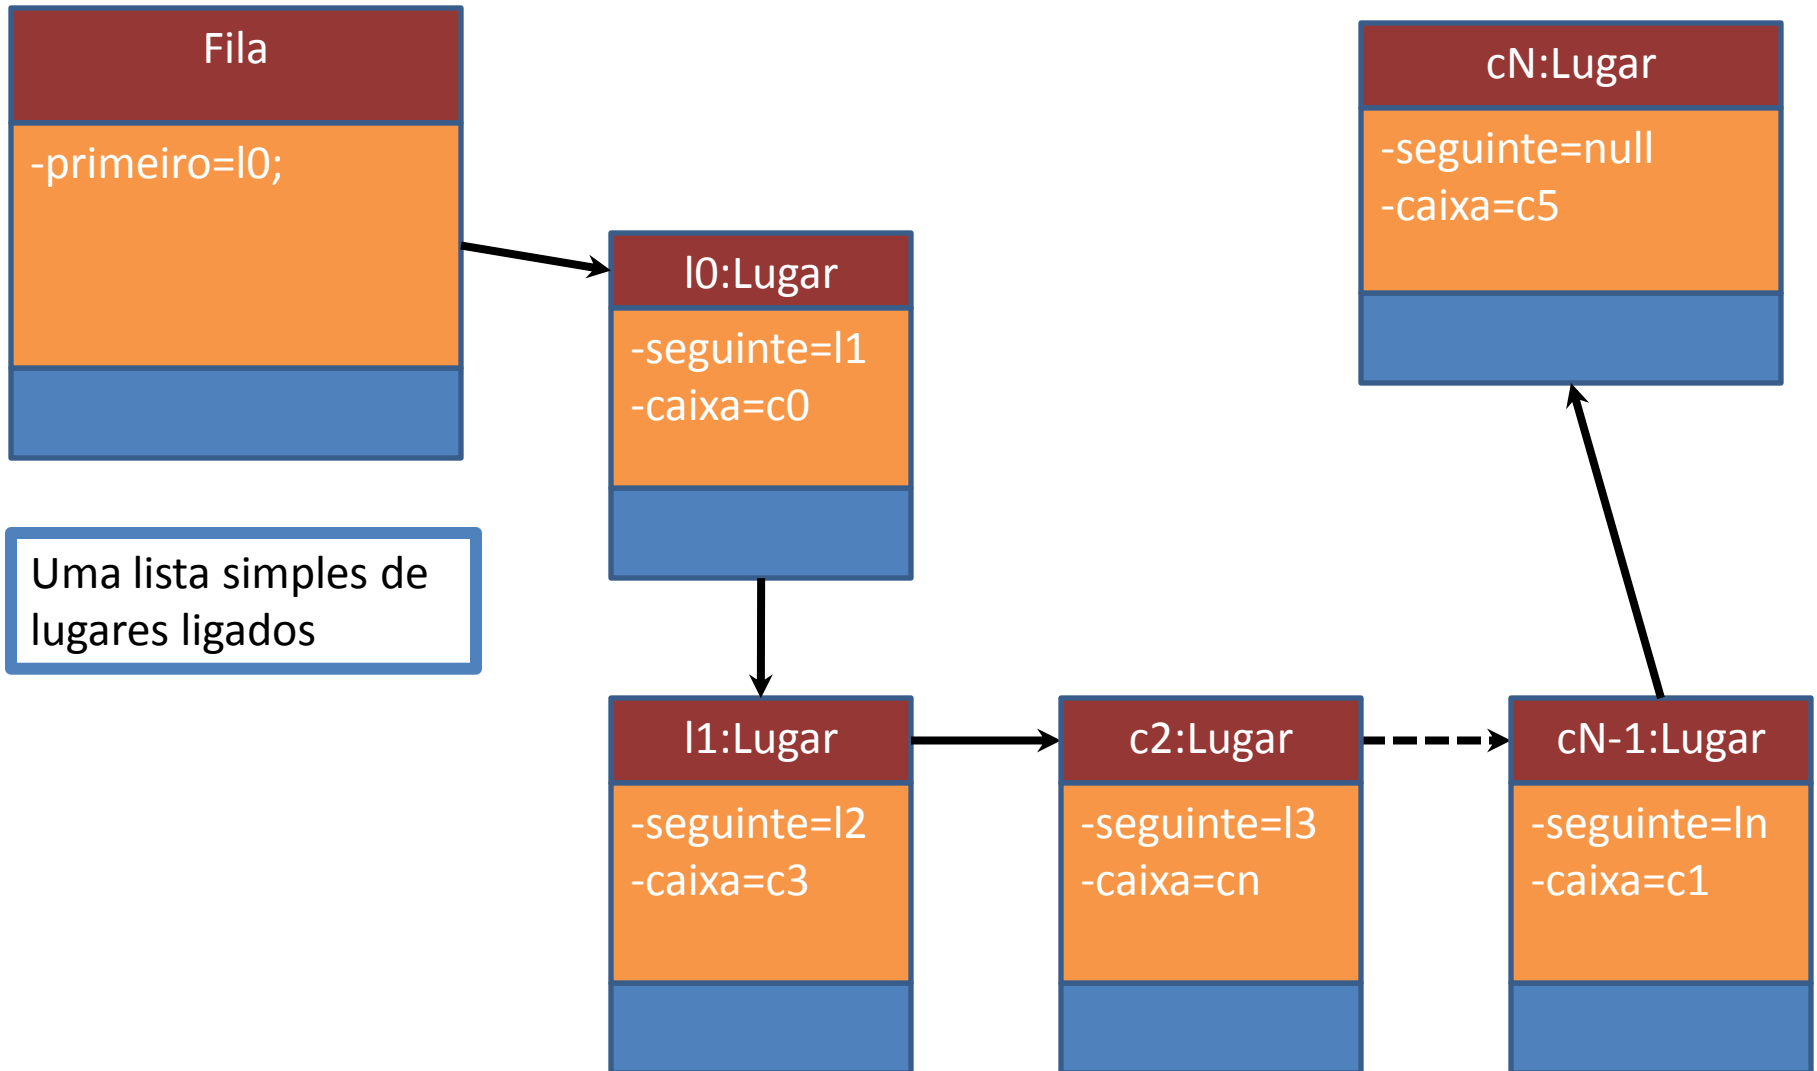 Fila
-primeiro=l0;
cN:Lugar
-seguinte=null
-caixa=c5
l0:Lugar
-seguinte=l1
-caixa=c0
Uma lista simples de
lugares ligados
l1:Lugar
-seguinte=l2
-caixa=c3
c2:Lugar
-seguinte=l3
-caixa=cn
cN-1:Lugar
-seguinte=ln
-caixa=c1